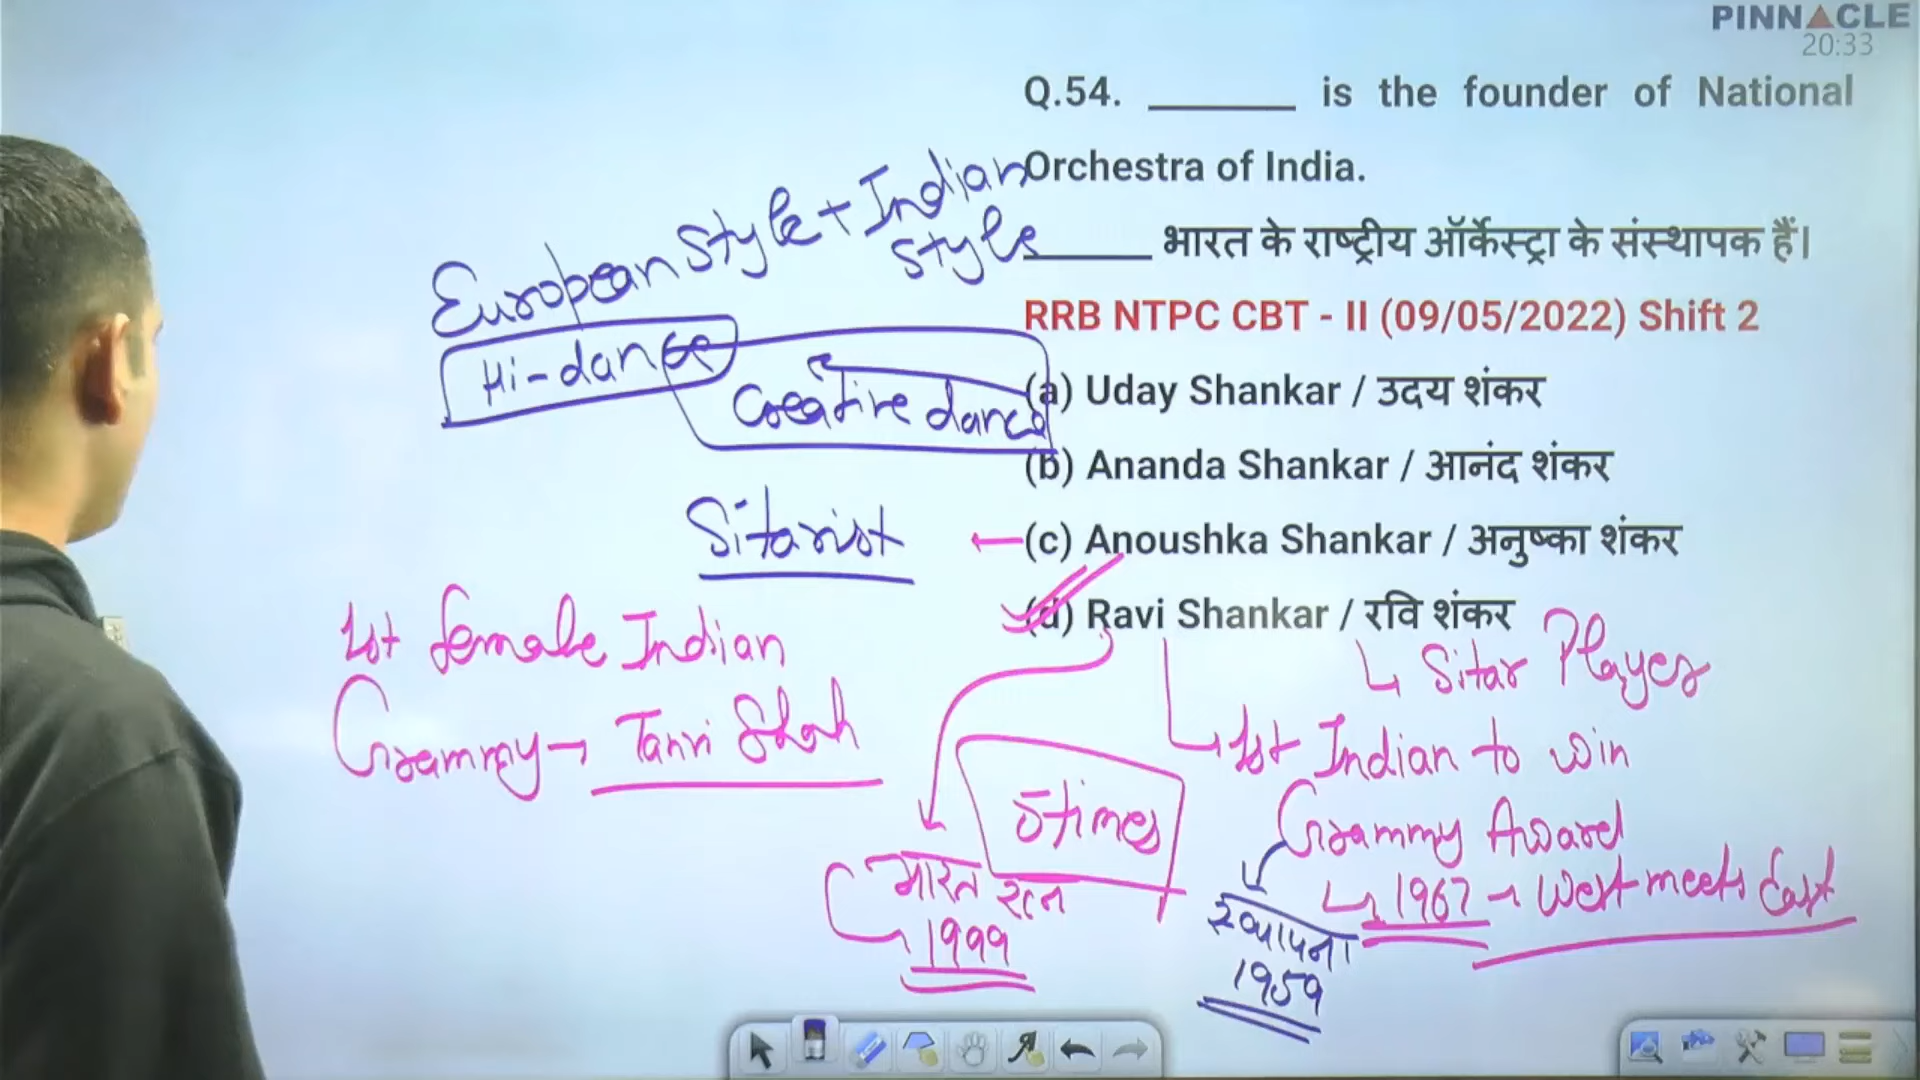 PINNACLE
20:33
Q.54. ________ is the founder of National
Orchestra of India.
_______ भारत के राष्ट्रीय ऑर्केस्ट्रा के संस्थापक हैं।
RRB NTPC CBT - II (09/05/2022) Shift 2
(a) Uday Shankar / उदय शंकर
(b) Ananda Shankar / आनंद शंकर
(c) Anoushka Shankar / अनुष्का शंकर
(d) Ravi Shankar / रवि शंकर
European Style + Indian
Style
Hi-dance
Creative dance
Sitarist
1st female Indian
Grammy → Tanvi Shah
Sitar Player
1st Indian to win
Grammy Award
1967 → West meets East
5 times
भारत रत्न
1999
स्थापना
1959